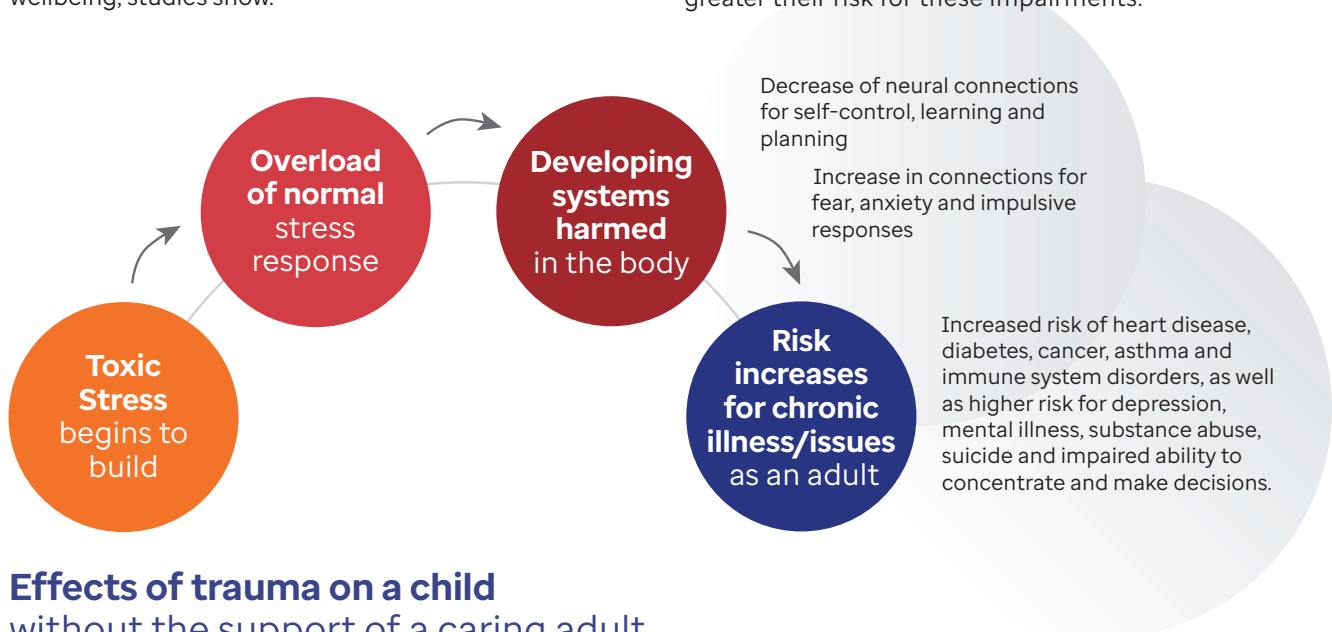 wellbeing, studies show.
greater their risk for these impairments.
Toxic
Stress
begins to
build
Overload
of normal
stress
response
Developing
systems
harmed
in the body
Decrease of neural connections
for self-control, learning and
planning
Increase in connections for
fear, anxiety and impulsive
responses
Risk
increases
for chronic
illness/issues
as an adult
Increased risk of heart disease,
diabetes, cancer, asthma and
immune system disorders, as well
as higher risk for depression,
mental illness, substance abuse,
suicide and impaired ability to
concentrate and make decisions.
Effects of trauma on a child
without the support of a caring adult